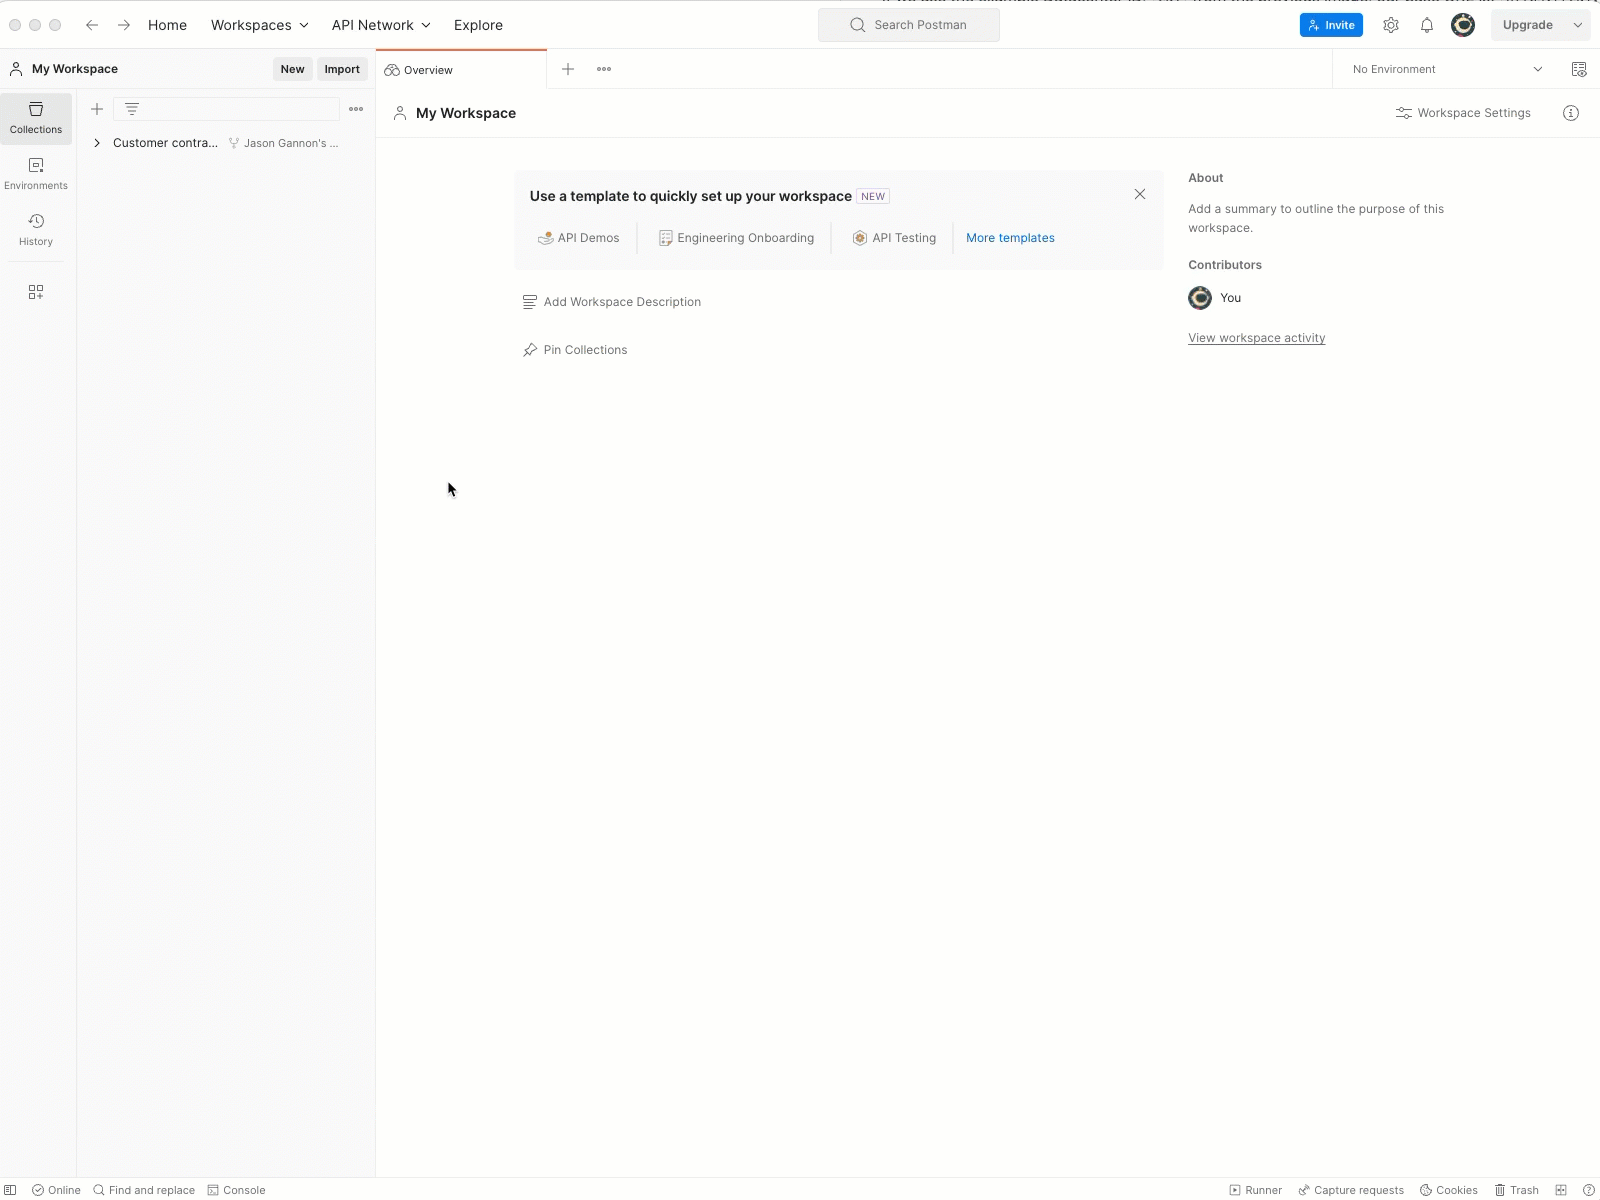 Home
Workspaces
API Network
Explore
Search Postman
Invite
Upgrade
My Workspace
New
Import
Overview
No Environment
Collections
Customer contra...
Jason Gannon's ...
My Workspace
Workspace Settings
Environments
History
Use a template to quickly set up your workspace NEW
API Demos
Engineering Onboarding
API Testing
More templates
Add Workspace Description
Pin Collections
About
Add a summary to outline the purpose of this
workspace.
Contributors
You
View workspace activity
Online
Find and replace
Console
Runner
Capture requests
Cookies
Trash